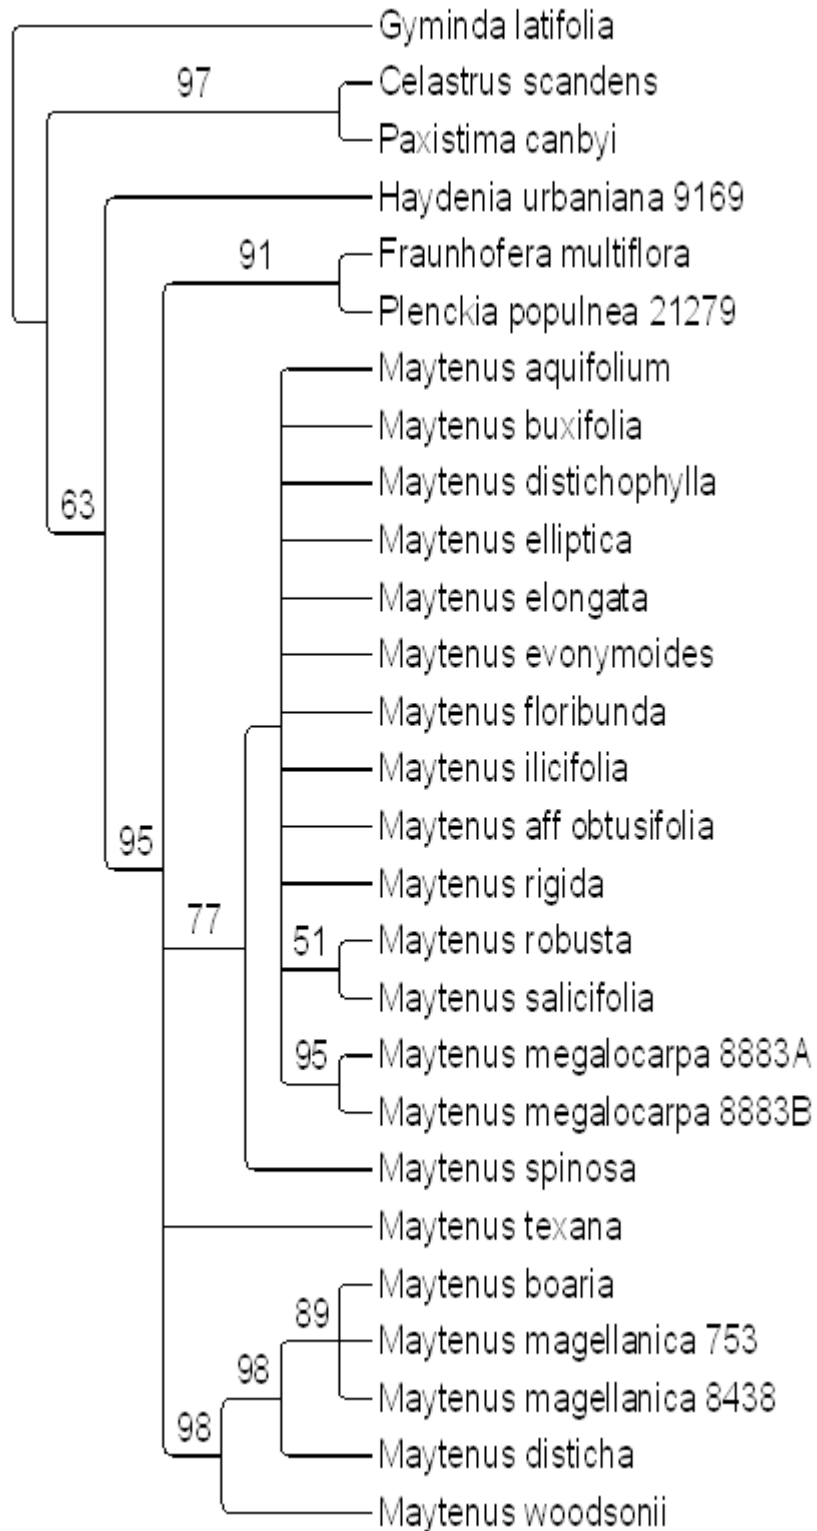 Gyminda latifolia
97
Celastrus scandens
Paxistima canbyi
Haydenia urbaniana 9169
91
Fraunhofera multiflora
Plenckia populnea 21279
Maytenus aquifolium
Maytenus buxifolia
Maytenus distichophylla
63
Maytenus elliptica
Maytenus elongata
Maytenus evonymoides
Maytenus floribunda
Maytenus ilicifolia
Maytenus aff obtusifolia
95
Maytenus rigida
77
51
Maytenus robusta
Maytenus salicifolia
95
Maytenus megalocarpa 8883A
Maytenus megalocarpa 8883B
Maytenus spinosa
Maytenus texana
Maytenus boaria
89
Maytenus magellanica 753
98
Maytenus magellanica 8438
98
Maytenus disticha
Maytenus woodsonii